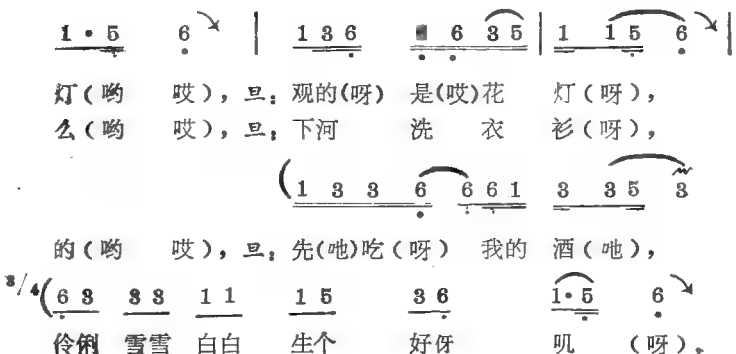 1·5 6 | 1 3 6 6 3 5 | 1 1 5 6 |
灯(哟 哎),旦:观的(呀) 是(哎)花 灯(呀),
么(哟 哎),旦:下河 洗 衣 衫(呀),
(1 3 3 6 6 6 1 3 3 5 3
的(哟 哎),旦:先(吔)吃(呀) 我的 酒(吔),
3/4(6 3 3 3 1 1 1 5 3 6 1·5 6
伶俐 雪雪 白白 生个 好伢 叽 (呀)。